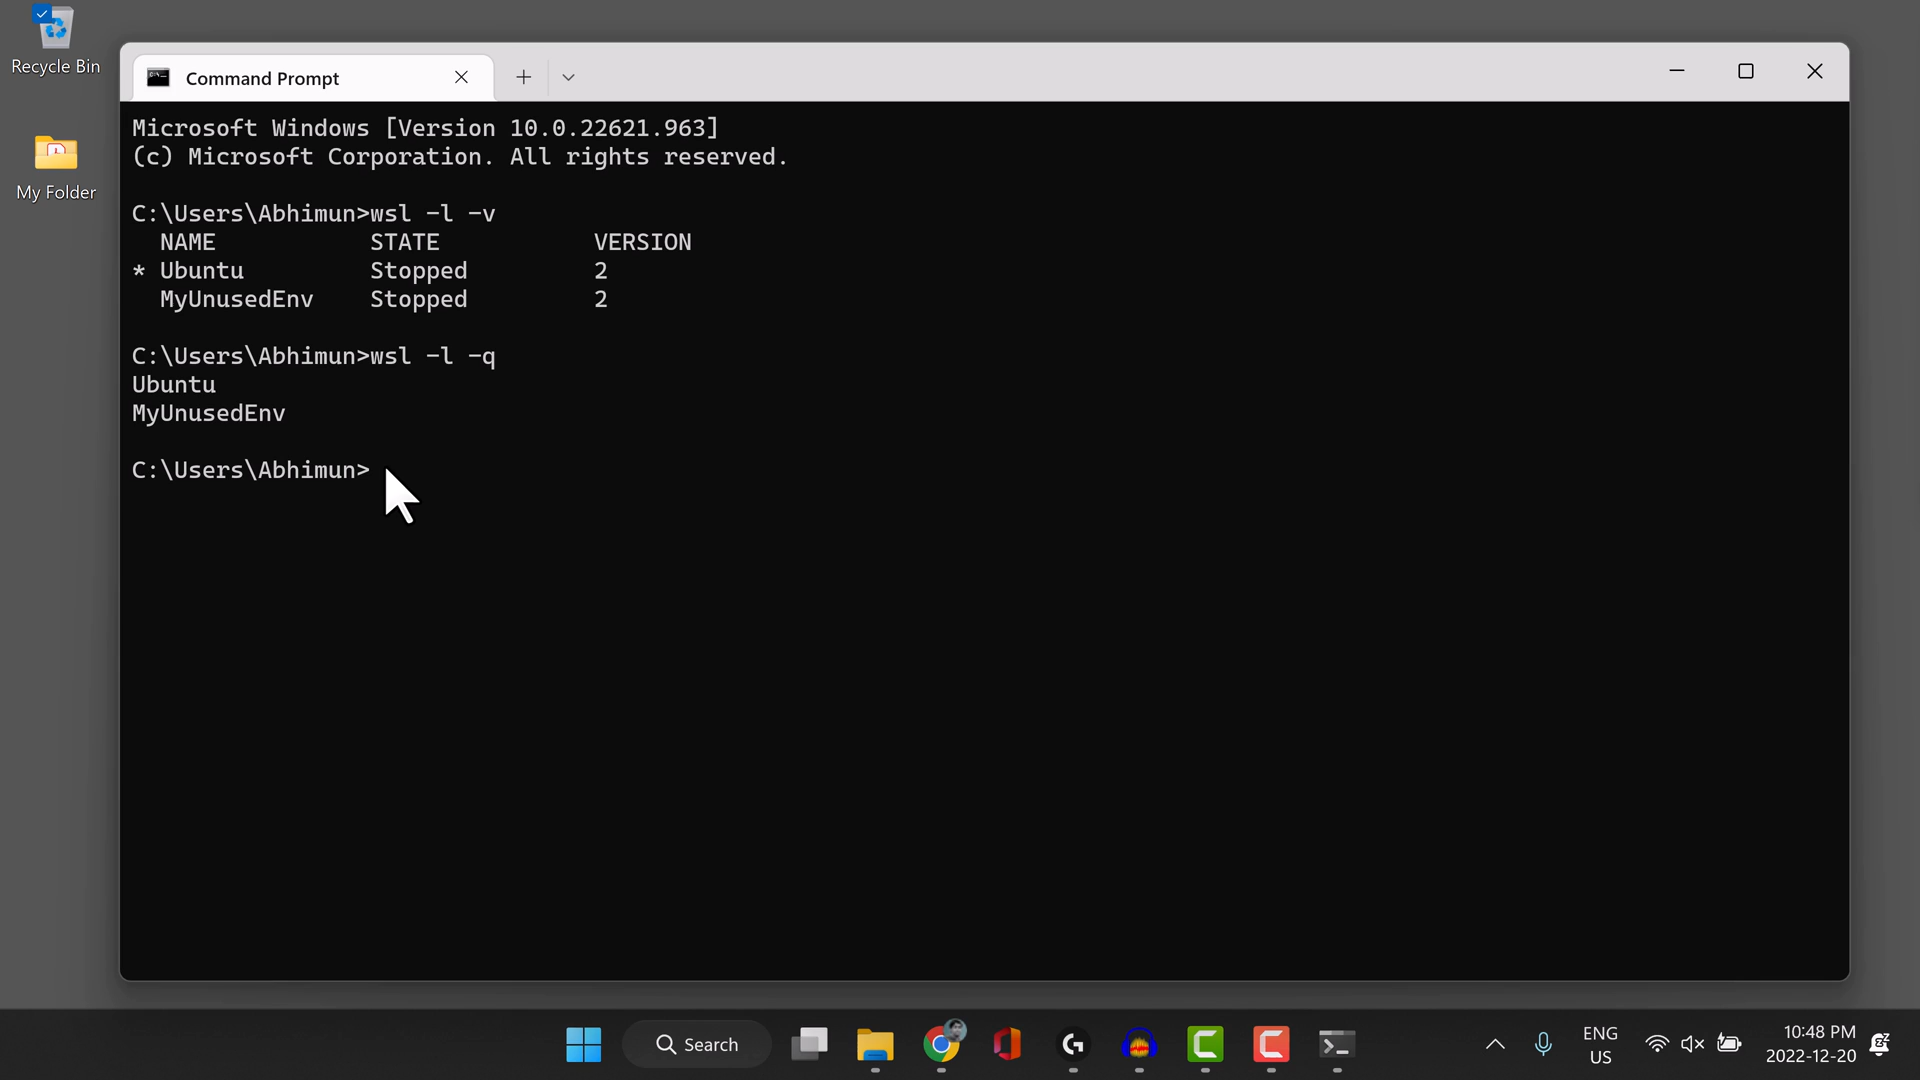 Recycle Bin
My Folder
Command Prompt
Microsoft Windows [Version 10.0.22621.963]
(c) Microsoft Corporation. All rights reserved.
C:\Users\Abhimun>wsl -l -v
NAME STATE VERSION
* Ubuntu Stopped 2
MyUnusedEnv Stopped 2
C:\Users\Abhimun>wsl -l -q
Ubuntu
MyUnusedEnv
C:\Users\Abhimun>
Search
ENG
US
10:48 PM
2022-12-20